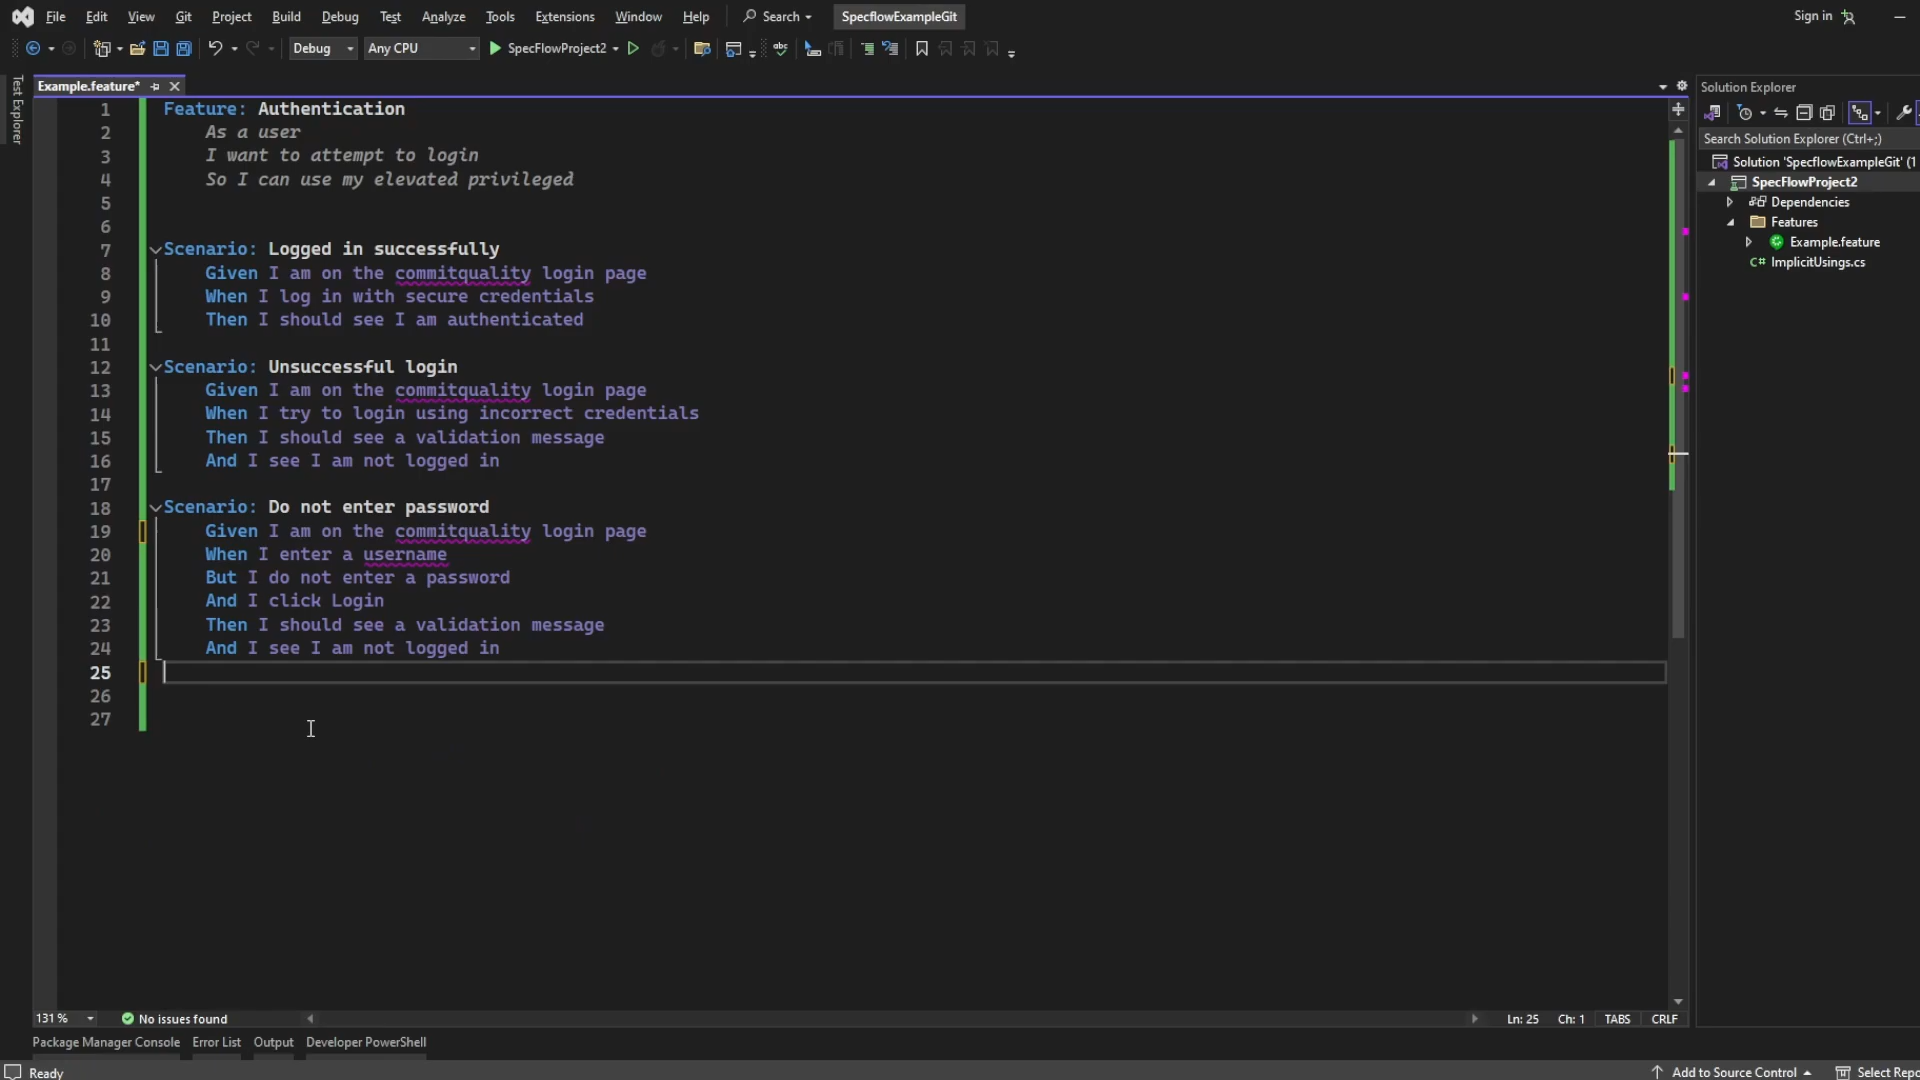 File Edit View Git Project Build Debug Test Analyze Tools Extensions Window Help Search SpecflowExampleGit Sign in
Debug Any CPU SpecFlowProject2 abc
Test Explorer
Example.feature*
1 Feature: Authentication
2 As a user
3 I want to attempt to login
4 So I can use my elevated privileged
5
6
7 Scenario: Logged in successfully
8 Given I am on the commitquality login page
9 When I log in with secure credentials
10 Then I should see I am authenticated
11
12 Scenario: Unsuccessful login
13 Given I am on the commitquality login page
14 When I try to login using incorrect credentials
15 Then I should see a validation message
16 And I see I am not logged in
17
18 Scenario: Do not enter password
19 Given I am on the commitquality login page
20 When I enter a username
21 But I do not enter a password
22 And I click Login
23 Then I should see a validation message
24 And I see I am not logged in
25
26
27
Solution Explorer
Search Solution Explorer (Ctrl+;)
Solution 'SpecflowExampleGit' (1
SpecFlowProject2
Dependencies
Features
Example.feature
C# ImplicitUsings.cs
131 % No issues found Ln: 25 Ch: 1 TABS CRLF
Package Manager Console Error List Output Developer PowerShell
Ready Add to Source Control Select Repo